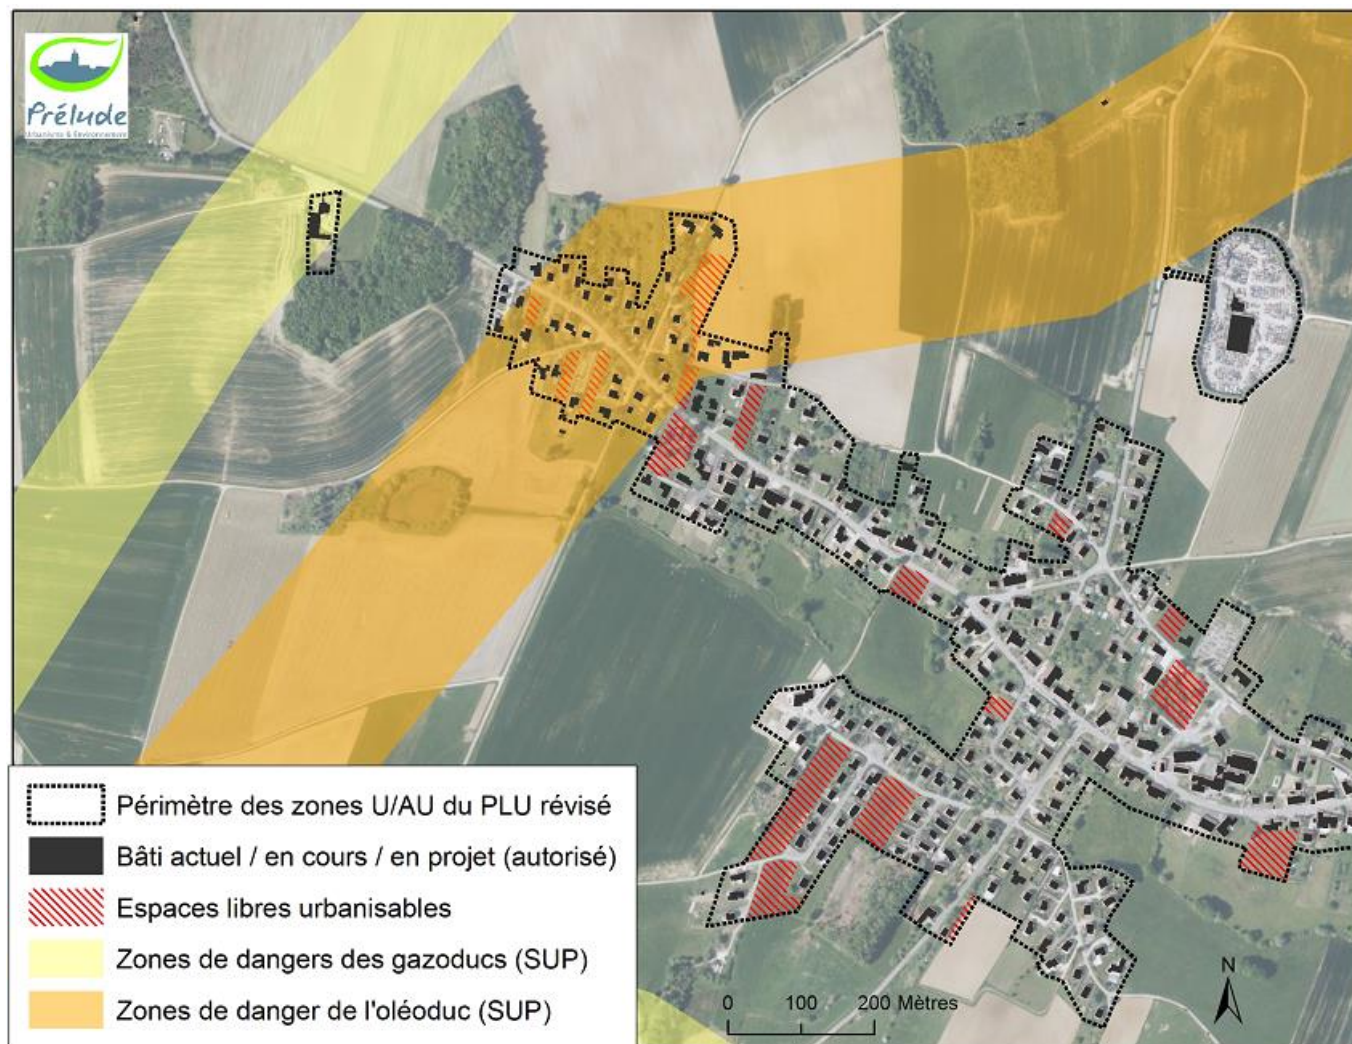 Prélude
Urbanisme & Environnement
Périmètre des zones U/AU du PLU révisé
Bâti actuel / en cours / en projet (autorisé)
Espaces libres urbanisables
Zones de dangers des gazoducs (SUP)
Zones de danger de l'oléoduc (SUP)
N
0 100 200 Mètres